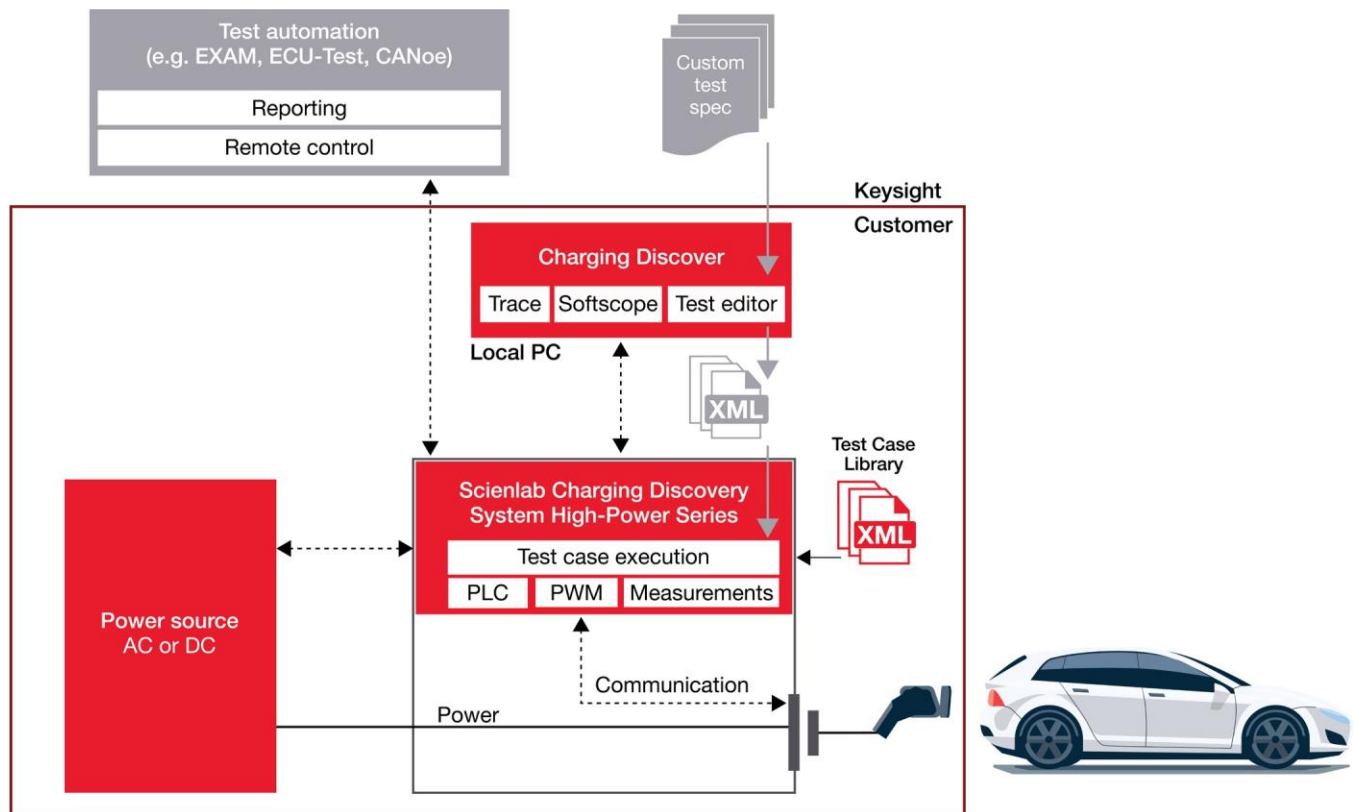 Test automation
(e.g. EXAM, ECU-Test, CANoe)
Reporting
Remote control
Custom
test
spec
Keysight
Customer
Charging Discover
Trace
Softscope
Test editor
Local PC
XML
Test Case
Library
XML
Scienlab Charging Discovery
System High-Power Series
Test case execution
PLC
PWM
Measurements
Power source
AC or DC
Communication
Power